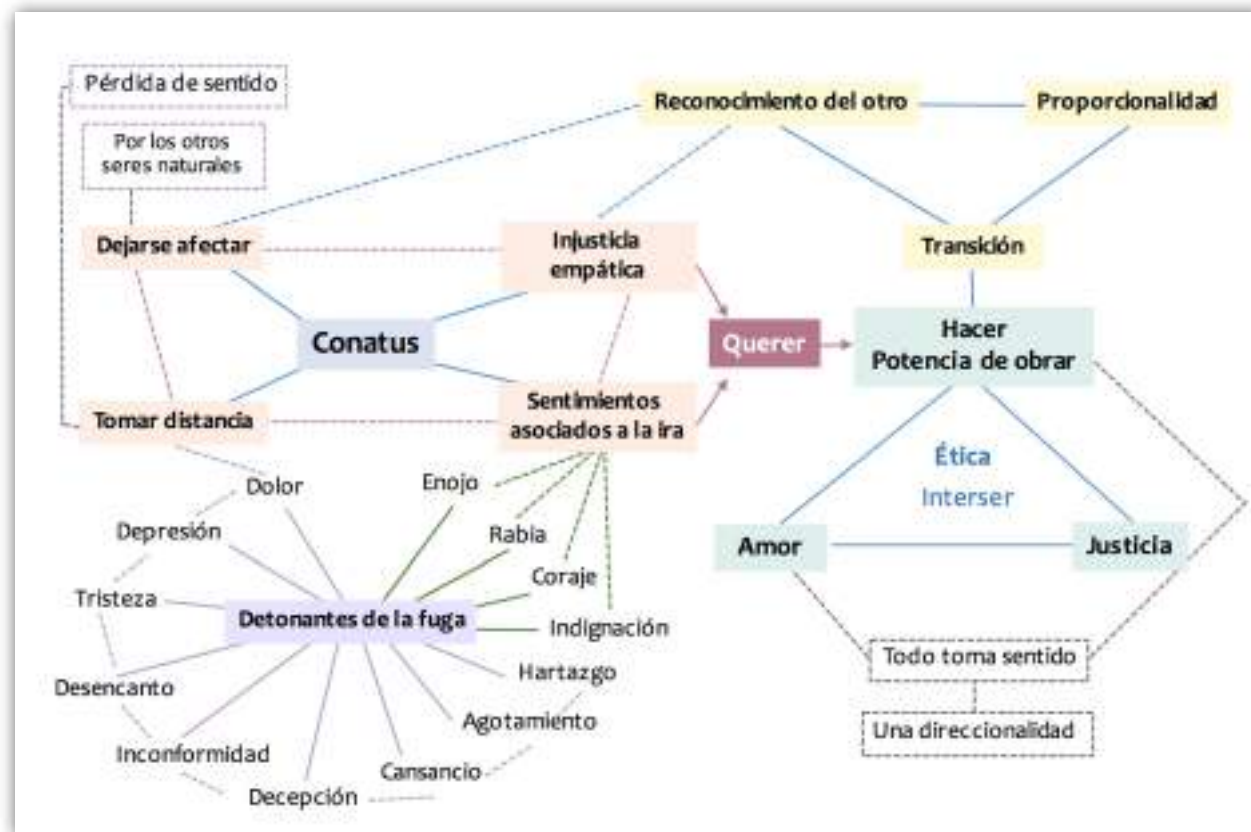 Pérdida de sentido
Reconocimiento del otro
Proporcionalidad
Por los otros
seres naturales
Dejarse afectar
Injusticia
empática
Transición
Conatus
Querer
Hacer
Potencia de obrar
Tomar distancia
Sentimientos
asociados a la ira
Ética
Interser
Amor
Justicia
Dolor
Enojo
Depresión
Rabia
Coraje
Tristeza
Detonantes de la fuga
Indignación
Hartazgo
Desencanto
Agotamiento
Inconformidad
Cansancio
Decepción
Todo toma sentido
Una direccionalidad